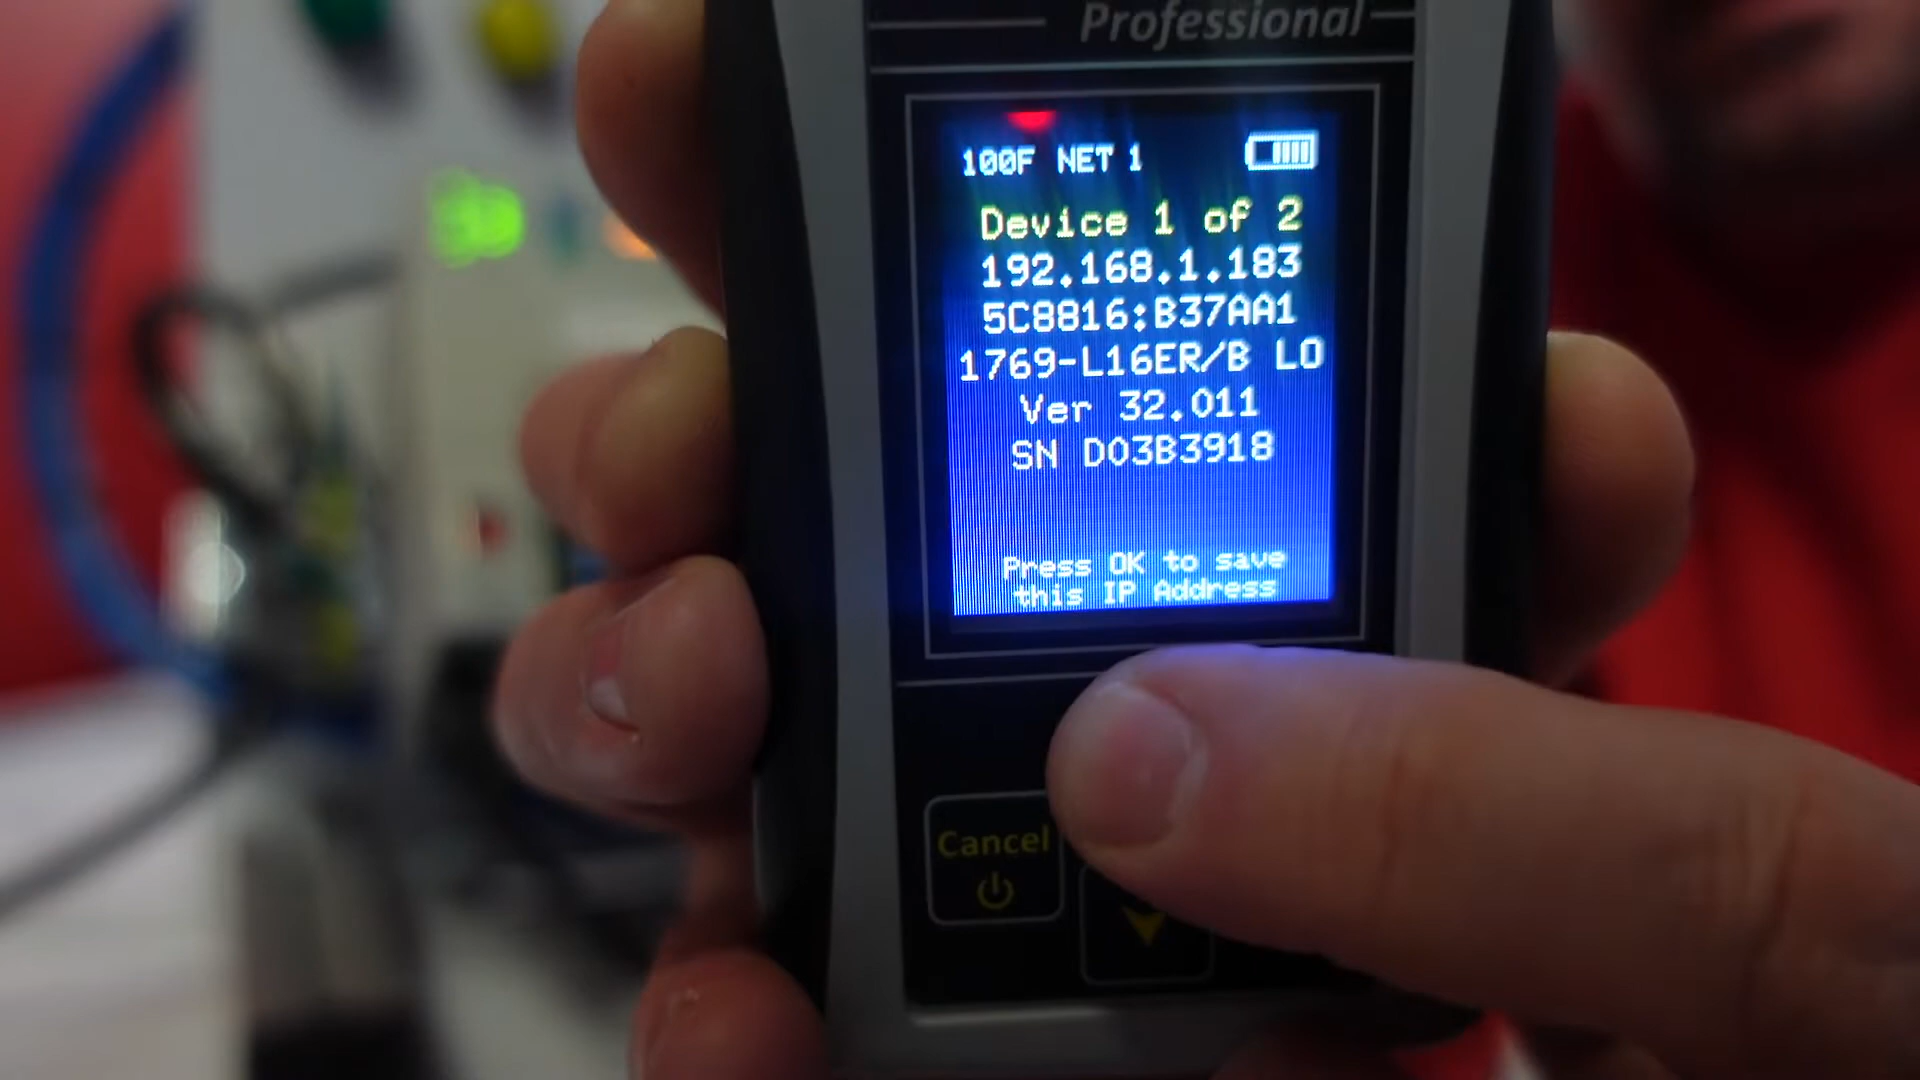 Professional
100F NET 1
Device 1 of 2
192.168.1.183
5C8816:B37AA1
1769-L16ER/B LO
Ver 32.011
SN D03B3918
Press OK to save
this IP Address
Cancel